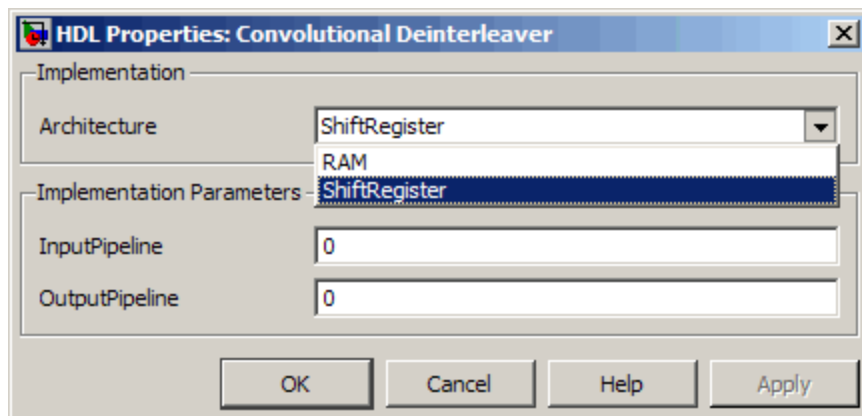 HDL Properties: Convolutional Deinterleaver
Implementation
Architecture
ShiftRegister
RAM
ShiftRegister
Implementation Parameters
InputPipeline
0
OutputPipeline
0
OK Cancel Help Apply